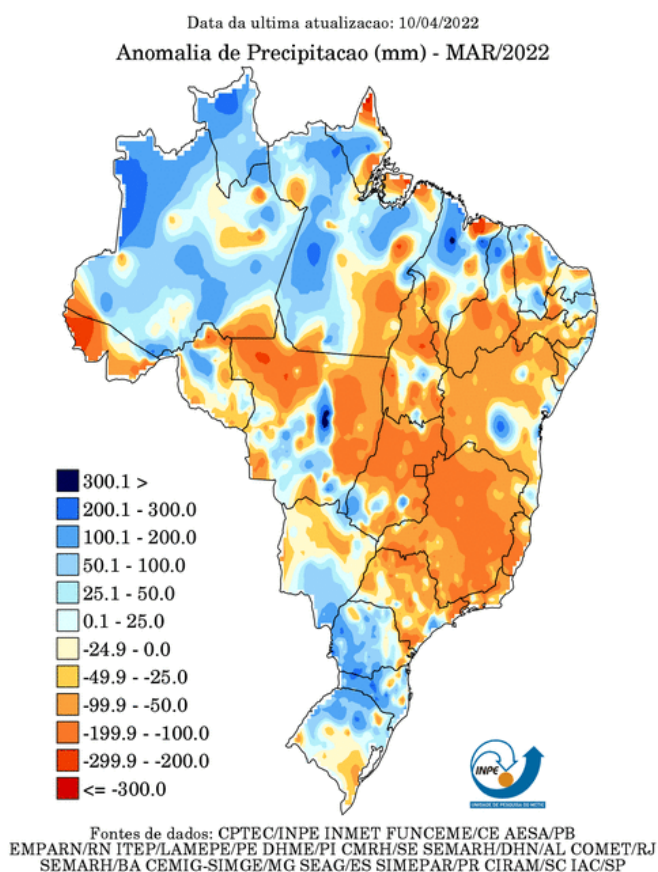 Data da ultima atualizacao: 10/04/2022
Anomalia de Precipitacao (mm) - MAR/2022
300.1 >
200.1 - 300.0
100.1 - 200.0
50.1 - 100.0
25.1 - 50.0
0.1 - 25.0
-24.9 - 0.0
-49.9 - -25.0
-99.9 - -50.0
-199.9 - -100.0
-299.9 - -200.0
<= -300.0
INPE
Fontes de dados: CPTEC/INPE INMET FUNCEME/CE AESA/PB
EMPARN/RN ITEP/LAMEPE/PE DHME/PI CMRH/SE SEMARH/DHN/AL COMET/RJ
SEMARH/BA CEMIG-SIMGE/MG SEAG/ES SIMEPAR/PR CIRAM/SC IAC/SP